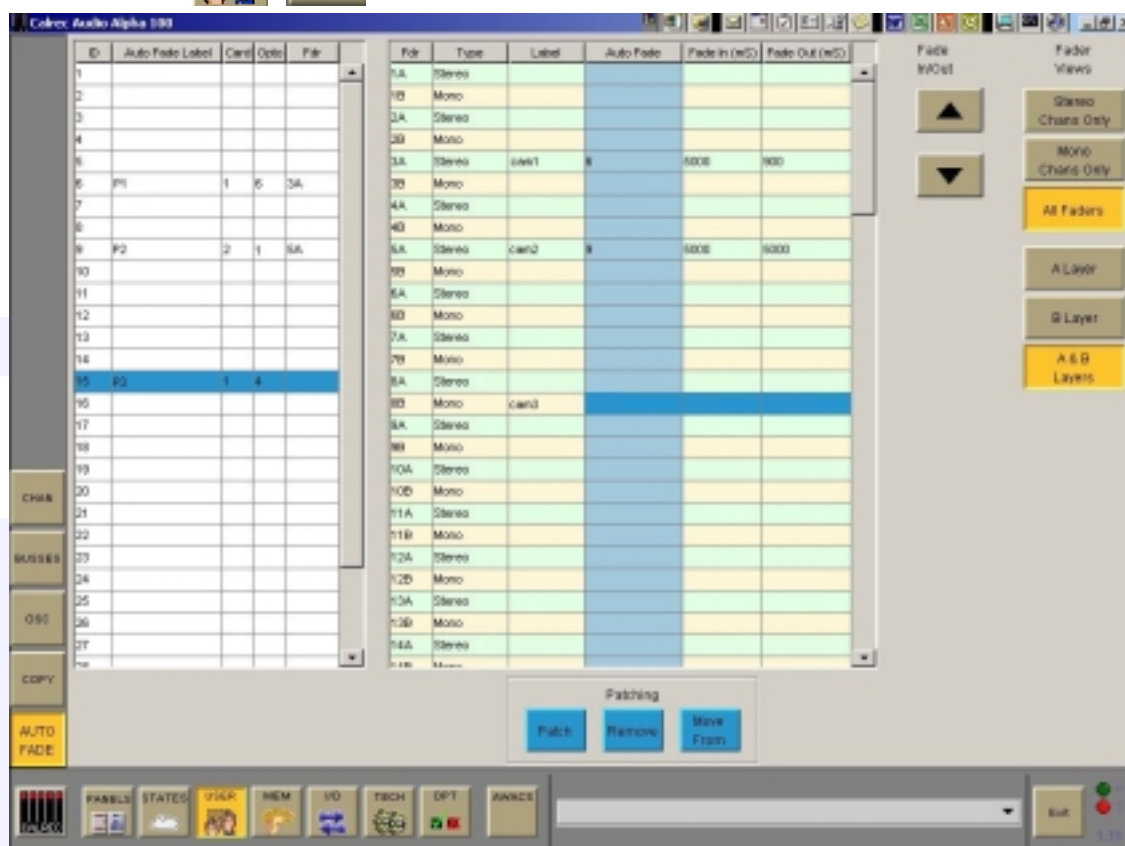 Calrec Audio Alpha 100
ID Auto Fade Label Card Opto Fdr
1
2
3
4
5
6 P1 1 6 3A
7
8
9 P2 2 1 5A
10
11
12
13
14
15 P3 1 4
16
17
18
19
20
21
22
23
24
25
26
27
Fdr Type Label Auto Fade Fade In (mS) Fade Out (mS)
1A Stereo
1B Mono
2A Stereo
2B Mono
3A Stereo cam1 6 5000 900
3B Mono
4A Stereo
4B Mono
5A Stereo cam2 9 5000 5000
5B Mono
6A Stereo
6B Mono
7A Stereo
7B Mono
8A Stereo
8B Mono cam3
9A Stereo
9B Mono
10A Stereo
10B Mono
11A Stereo
11B Mono
12A Stereo
12B Mono
13A Stereo
13B Mono
14A Stereo
Fade In/Out
Fader Views
Stereo Chans Only
Mono Chans Only
All Faders
A Layer
B Layer
A & B Layers
CHAN
BUSSES
OSC
COPY
AUTO FADE
Patching
Patch Remove Move From
CALREC PANELS STATES USER MEM I/O TECH OPT AWACS Exit